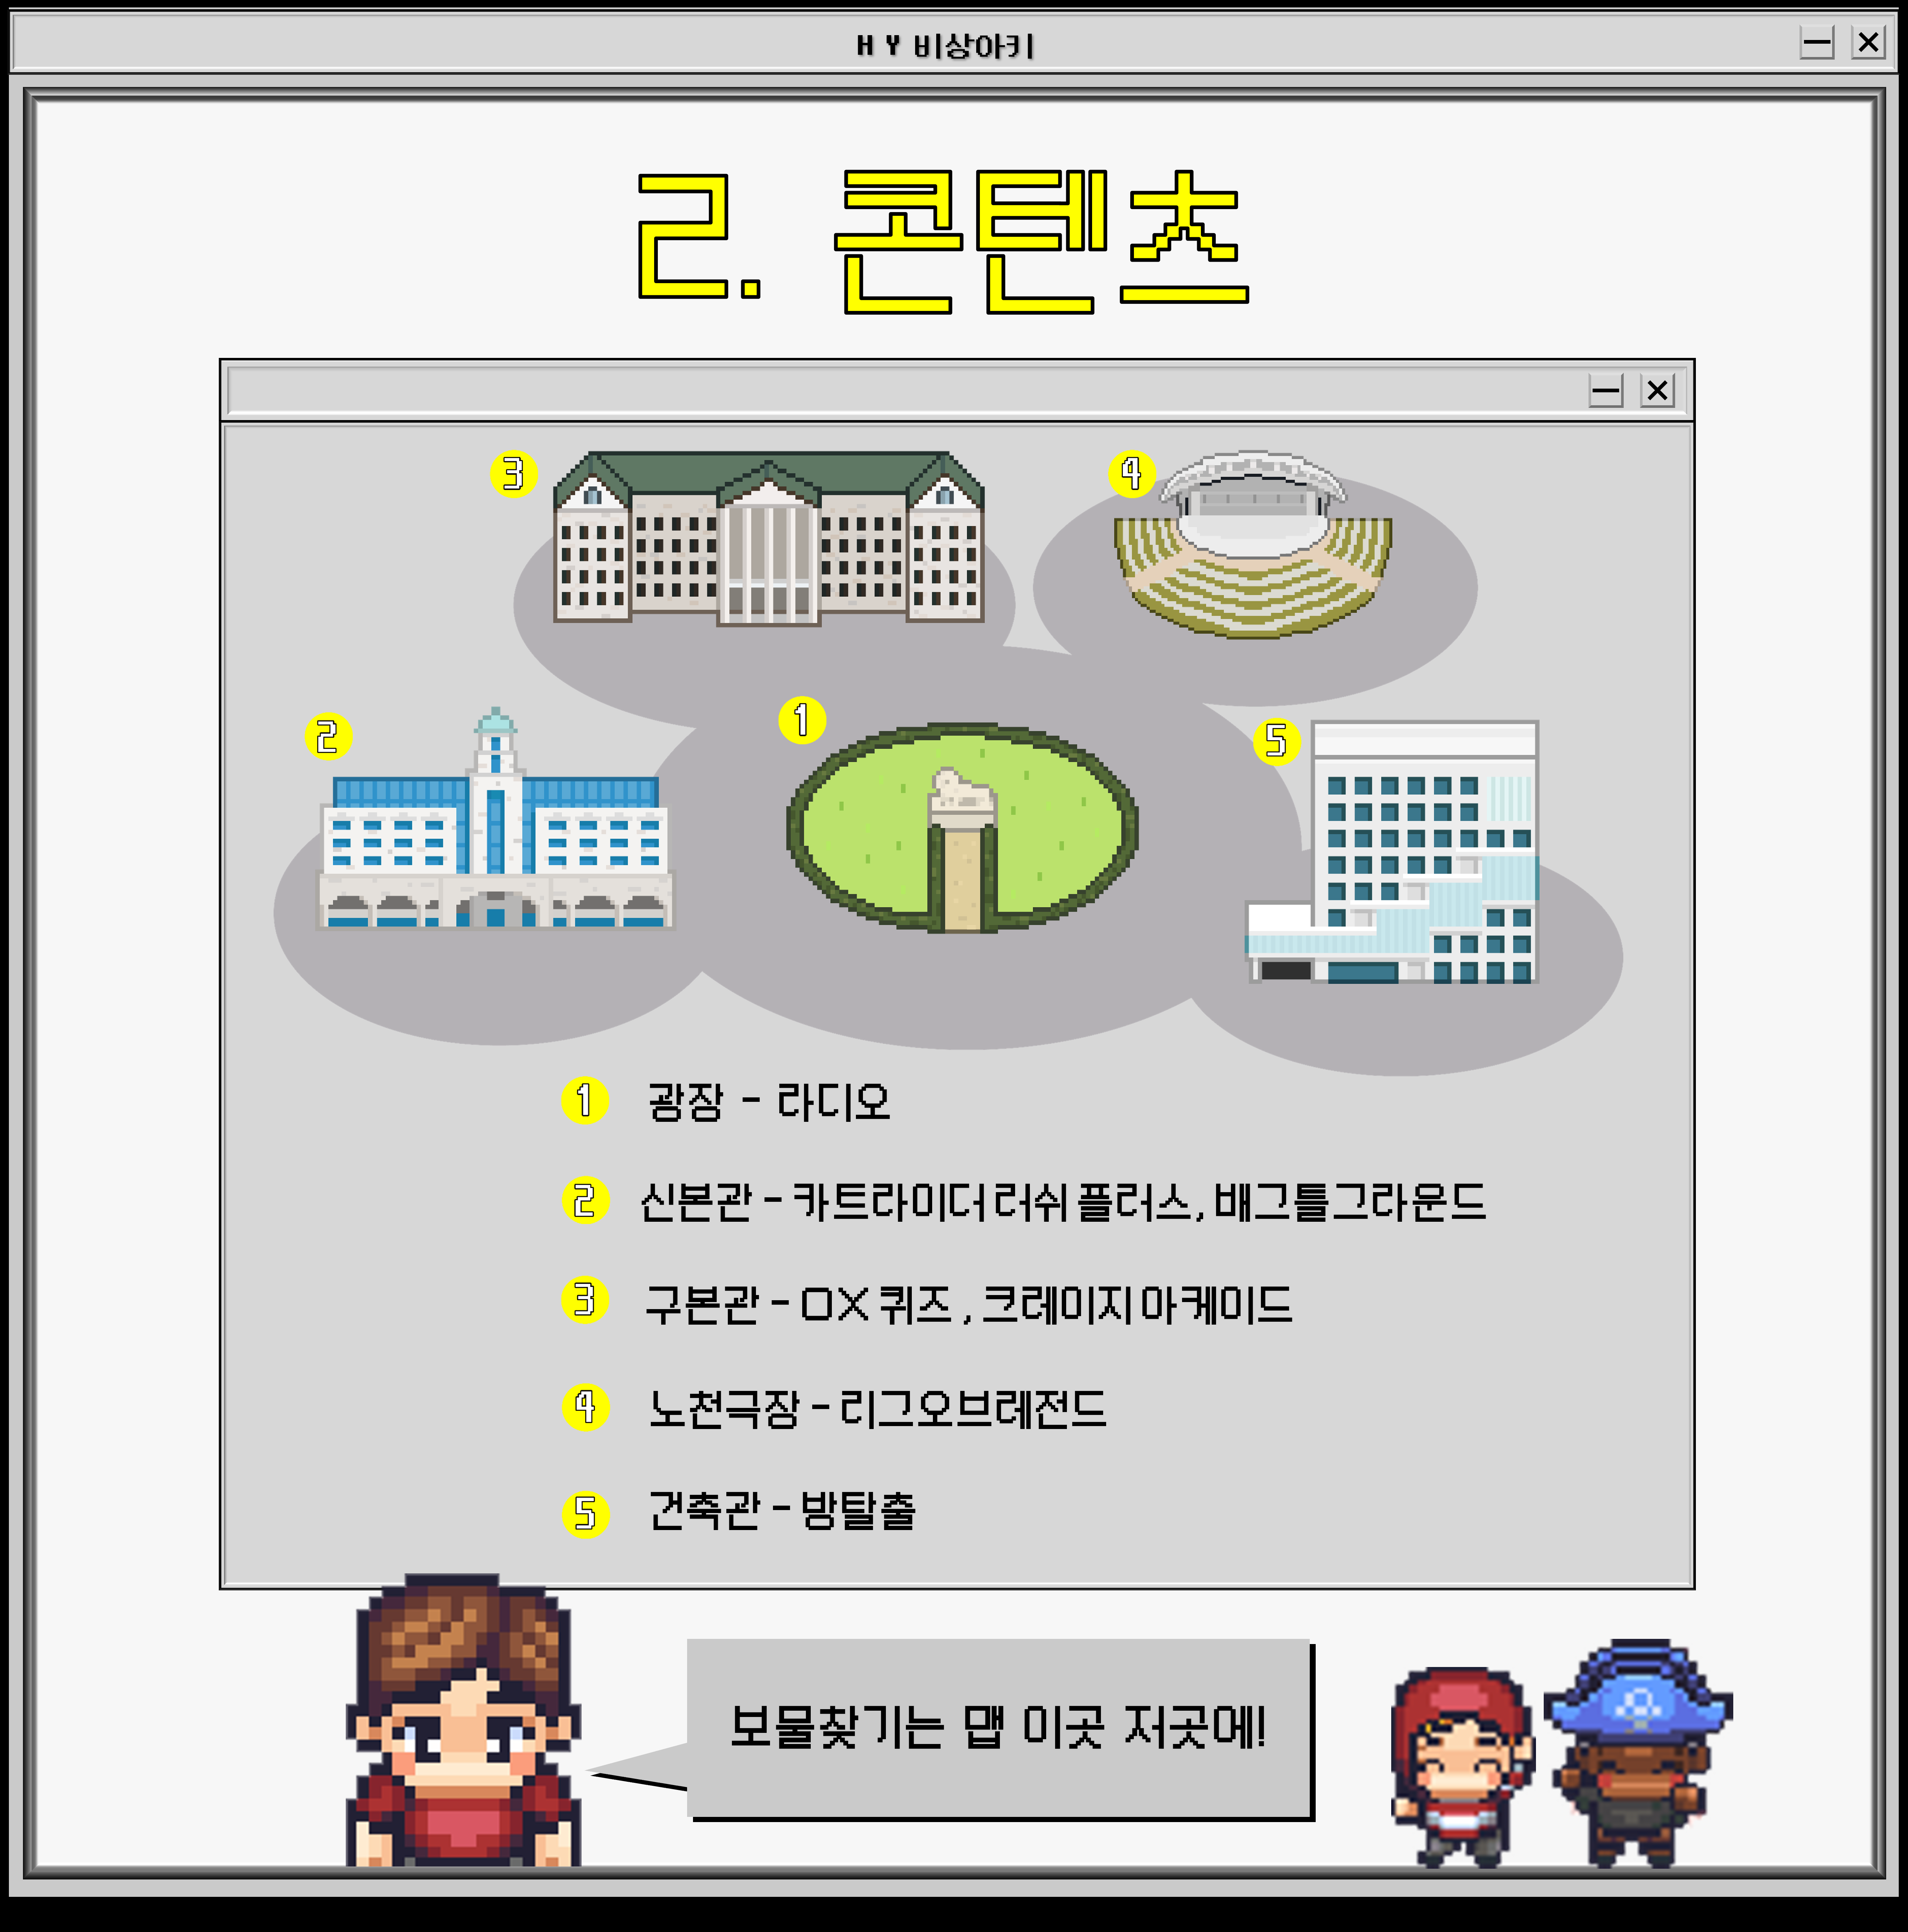 H Y 비상아키
2. 콘텐츠
3
4
2
1
5
1 광장 - 라디오
2 신본관 - 카트라이더 러쉬 플러스, 배그틀그라운드
3 구본관 - OX 퀴즈 , 크레이지 아케이드
4 노천극장 - 리그오브레전드
5 건축관 - 방탈출
보물찾기는 맵 이곳 저곳에!